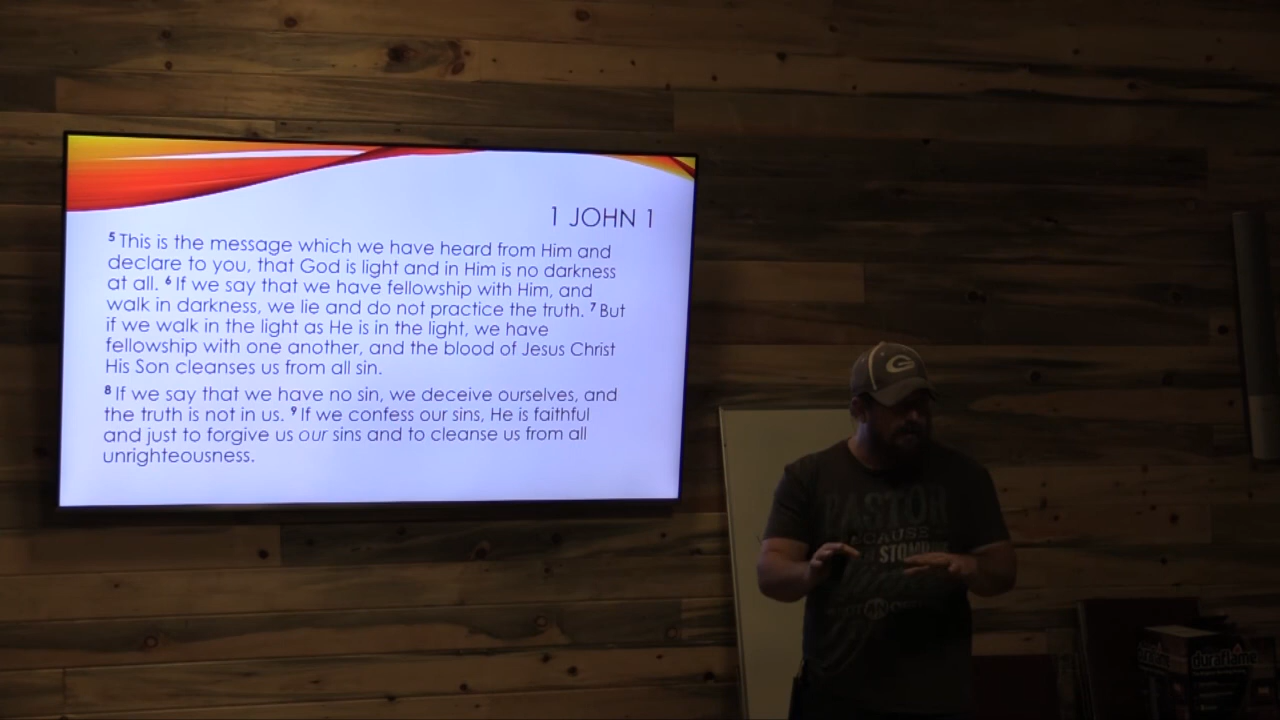 1 JOHN 1
5 This is the message which we have heard from Him and
declare to you, that God is light and in Him is no darkness
at all. 6 If we say that we have fellowship with Him, and
walk in darkness, we lie and do not practice the truth. 7 But
if we walk in the light as He is in the light, we have
fellowship with one another, and the blood of Jesus Christ
His Son cleanses us from all sin.
8 If we say that we have no sin, we deceive ourselves, and
the truth is not in us. 9 If we confess our sins, He is faithful
and just to forgive us our sins and to cleanse us from all
unrighteousness.
G
PASTOR
duraflame